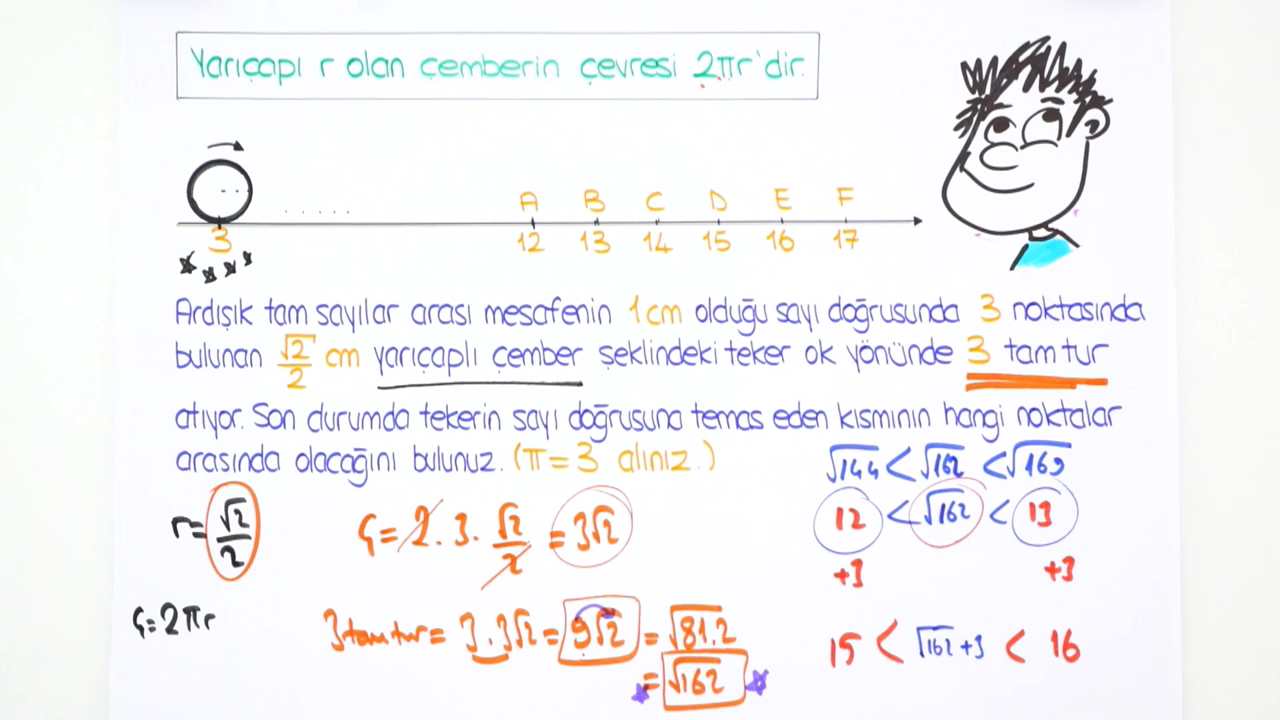 Yarıçapı r olan çemberin çevresi 2πr'dir.
A B C D E F
3 12 13 14 15 16 17
Ardışık tam sayılar arası mesafenin 1 cm olduğu sayı doğrusunda 3 noktasında
bulunan √2/2 cm yarıçaplı çember şeklindeki teker ok yönünde 3 tam tur
atıyor. Son durumda tekerin sayı doğrusuna temas eden kısmının hangi noktalar
arasında olacağını bulunuz. (π=3 alınız.)
√144 < √162 < √169
12 < √162 < 13
+3 +3
15 < √162+3 < 16
r= √2/2
Ç=2.3.√2/2 = 3√2
Ç=2πr
3 tam tur = 3.3√2 = 9√2 = √81.2
= √162